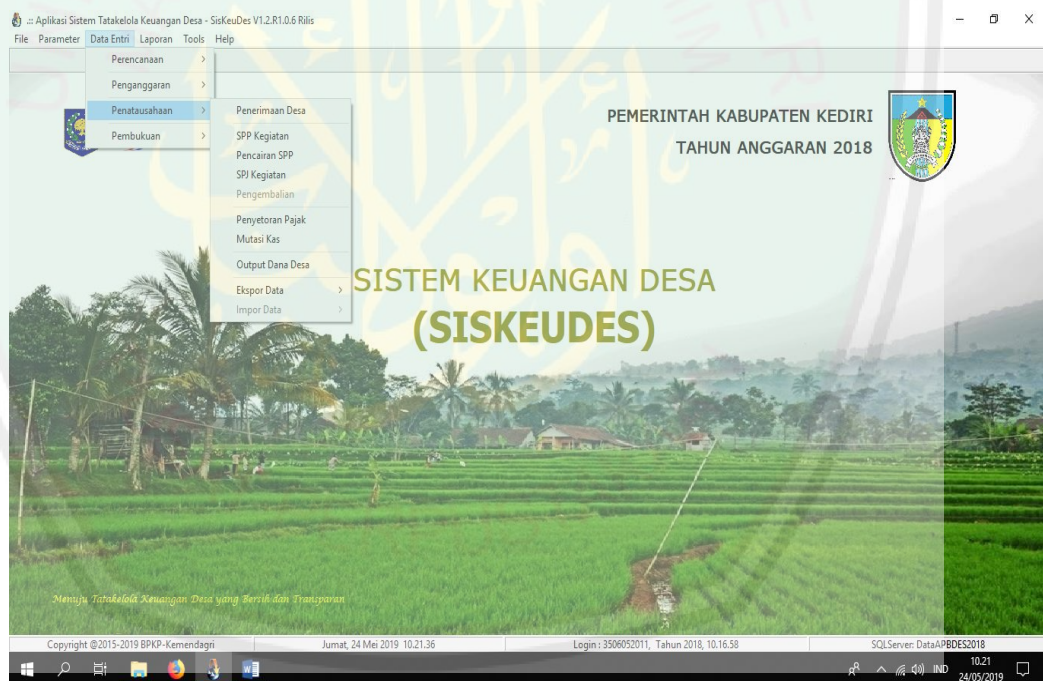 .:: Aplikasi Sistem Tatakelola Keuangan Desa - SisKeuDes V1.2.R1.0.6 Rilis
File Parameter Data Entri Laporan Tools Help
Perencanaan
Penganggaran
Penatausahaan
Pembukuan
Penerimaan Desa
SPP Kegiatan
Pencairan SPP
SPJ Kegiatan
Pengembalian
Penyetoran Pajak
Mutasi Kas
Output Dana Desa
Ekspor Data
Impor Data
PEMERINTAH KABUPATEN KEDIRI
TAHUN ANGGARAN 2018
SISTEM KEUANGAN DESA
(SISKEUDES)
Menuju Tatakelola Keuangan Desa yang Bersih dan Transparan
Copyright @2015-2019 BPKP-Kemendagri Jumat, 24 Mei 2019 10.21.36 Login : 3506052011, Tahun 2018, 10.16.58 SQLServer: DataAPBDES2018
IND 10.21
24/05/2019